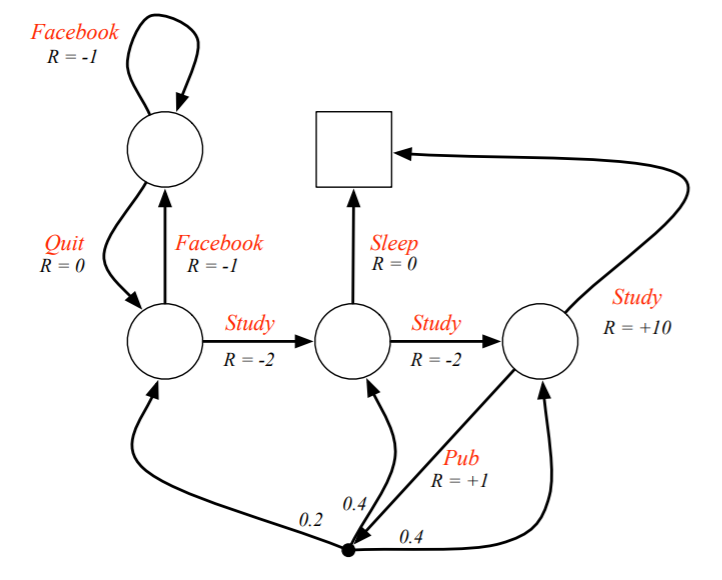 Facebook
R = -1
Quit
R = 0
Facebook
R = -1
Sleep
R = 0
Study
R = +10
Study
R = -2
Study
R = -2
Pub
R = +1
0.2
0.4
0.4